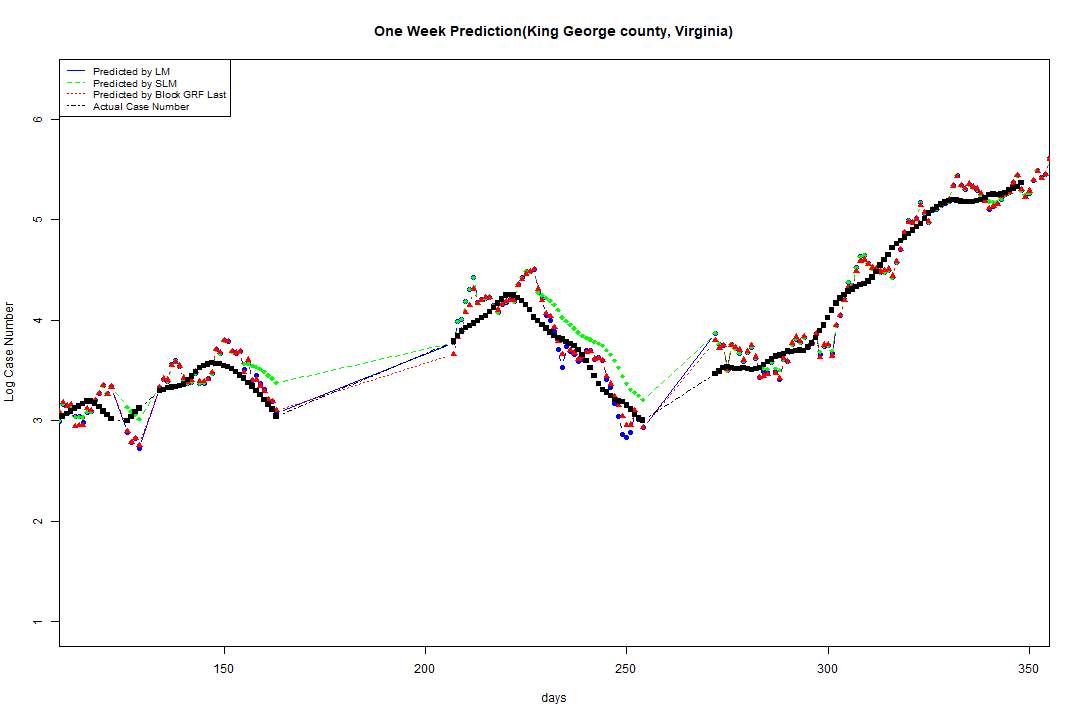 One Week Prediction(King George county, Virginia)
Predicted by LM
Predicted by SLM
Predicted by Block GRF Last
Actual Case Number
6
5
4
3
2
1
Log Case Number
150 200 250 300 350
days